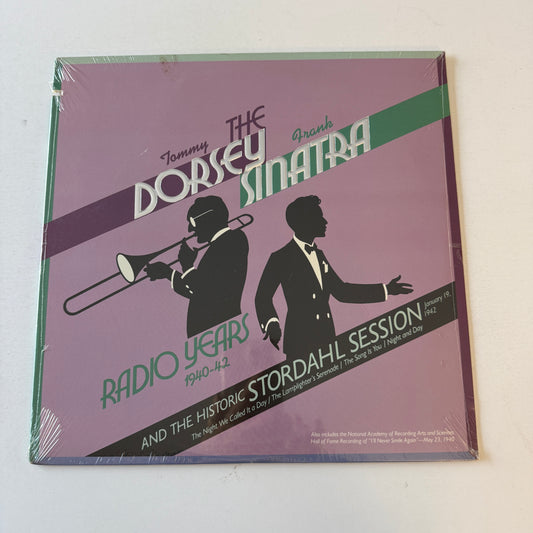 THE
Tommy Frank
DORSEY SINATRA
RADIO YEARS
1940-42
AND THE HISTORIC STORDAHL SESSION January 19, 1942
The Night We Called It a Day / The Lamplighter's Serenade / The Song Is You / Night and Day
Also includes the National Academy of Recording Arts and Sciences
Hall of Fame Recording of "I'll Never Smile Again"—May 23, 1940